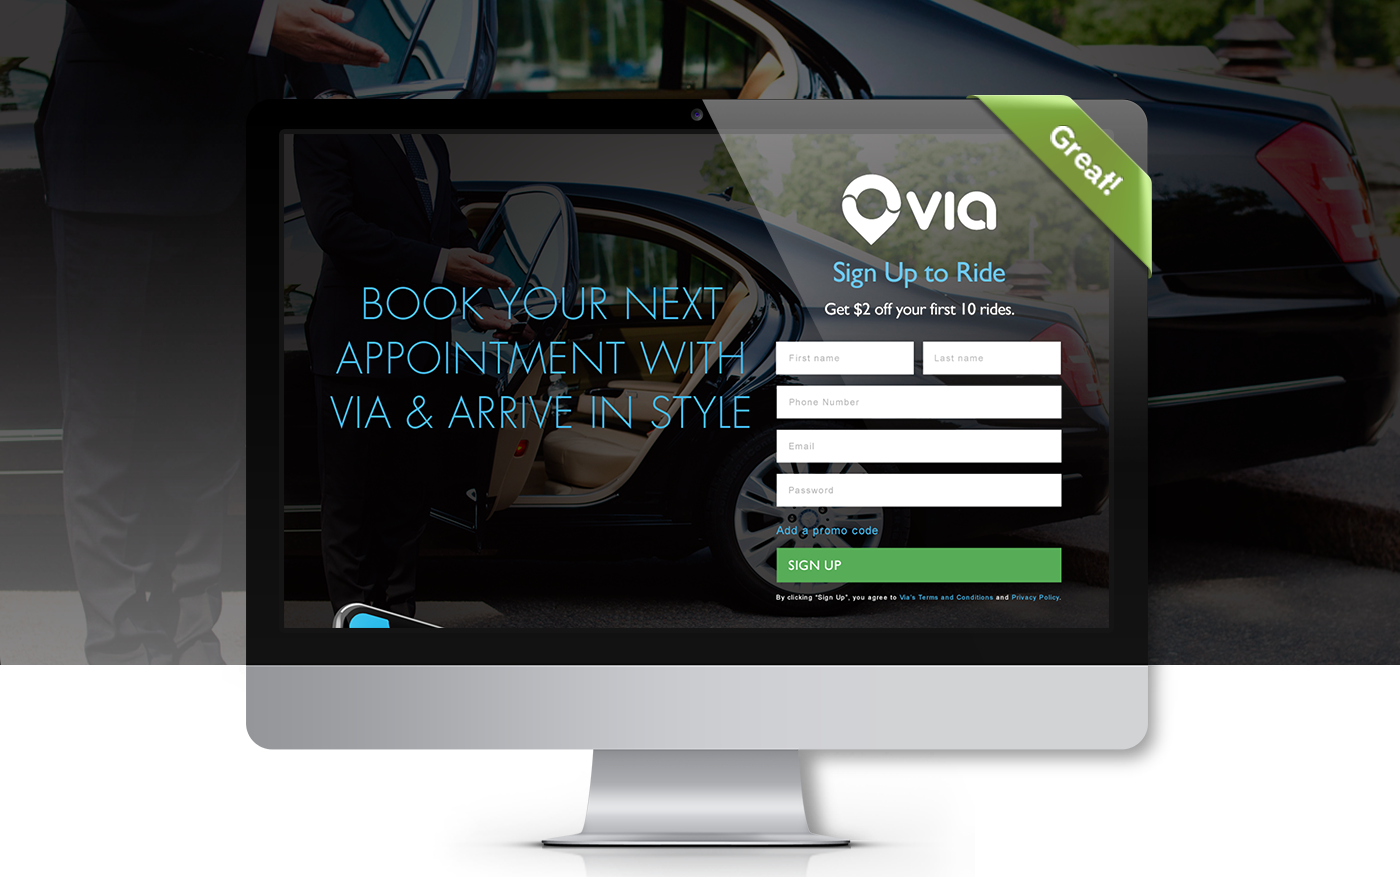 Great!
via
BOOK YOUR NEXT
APPOINTMENT WITH
VIA & ARRIVE IN STYLE
Sign Up to Ride
Get $2 off your first 10 rides.
First name
Last name
Phone Number
Email
Password
Add a promo code
SIGN UP
By clicking "Sign Up", you agree to Via's Terms and Conditions and Privacy Policy.